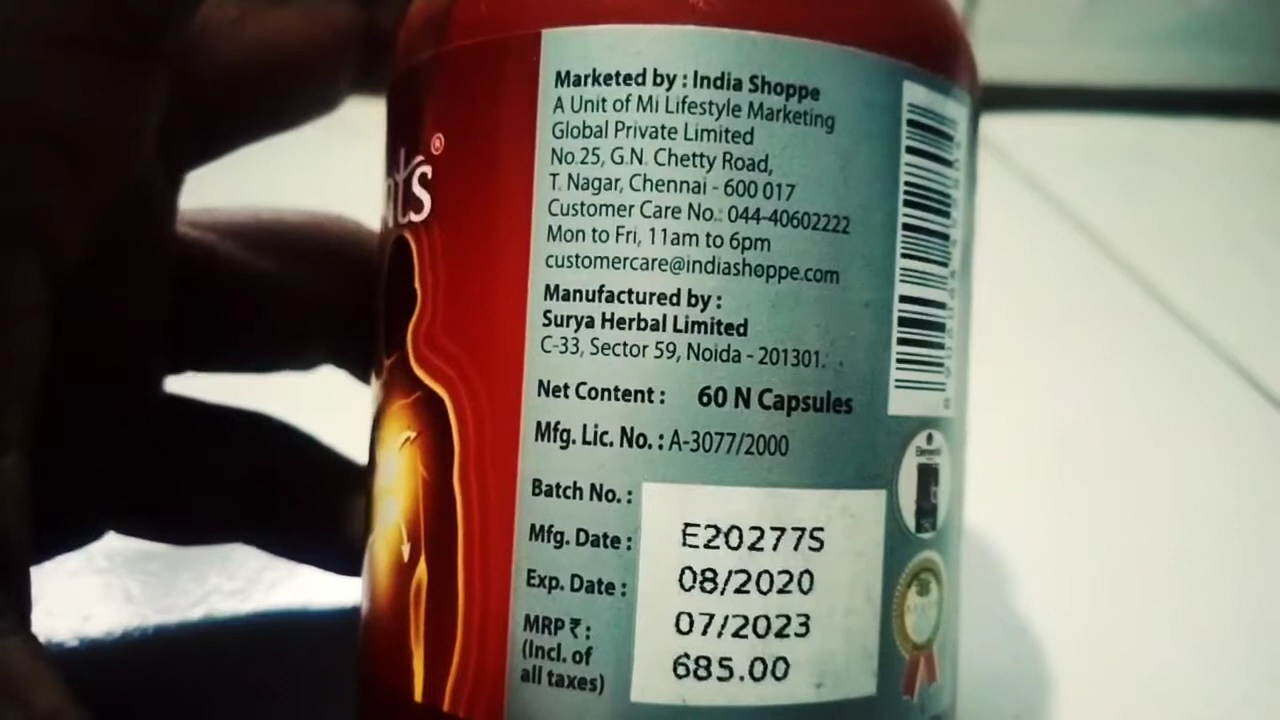 ts®
Marketed by : India Shoppe
A Unit of Mi Lifestyle Marketing
Global Private Limited
No.25, G.N. Chetty Road,
T. Nagar, Chennai - 600 017
Customer Care No.: 044-40602222
Mon to Fri, 11am to 6pm
customercare@indiashoppe.com
Manufactured by :
Surya Herbal Limited
C-33, Sector 59, Noida - 201301.
Net Content : 60 N Capsules
Mfg. Lic. No. : A-3077/2000
Batch No. : E20277S
Mfg. Date : 08/2020
Exp. Date : 07/2023
MRP ₹ : 685.00
(Incl. of
all taxes)
Elements